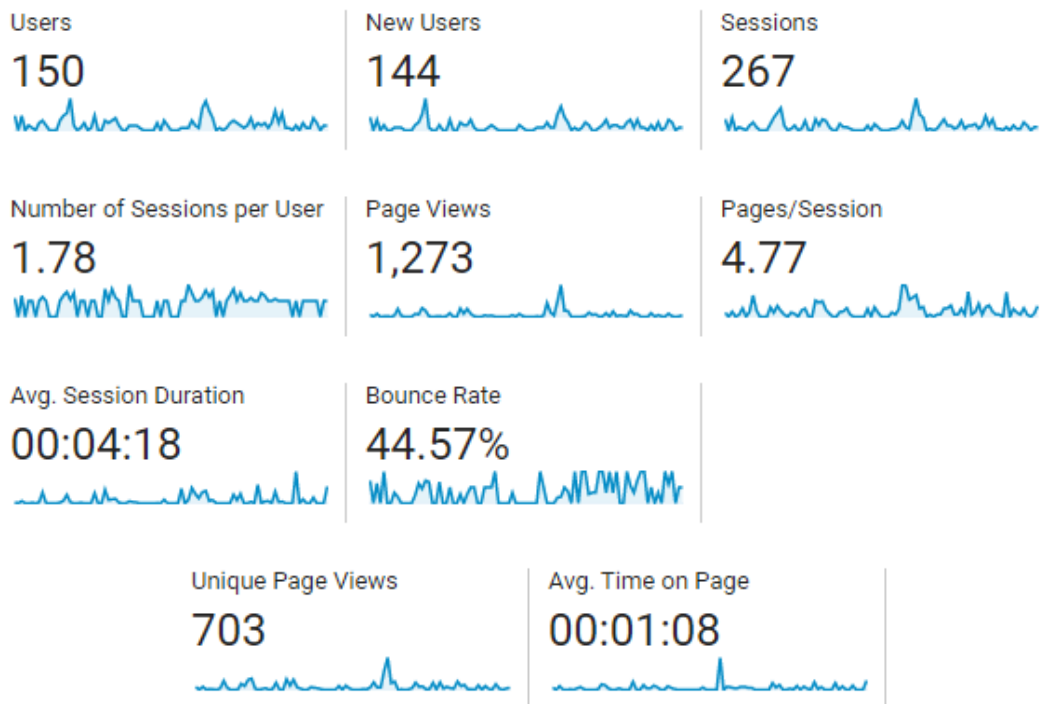 Users
New Users
Sessions
150
144
267
Number of Sessions per User
Page Views
Pages/Session
1.78
1,273
4.77
Avg. Session Duration
Bounce Rate
00:04:18
44.57%
Unique Page Views
Avg. Time on Page
703
00:01:08